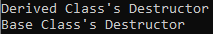 Derived Class's Destructor
Base Class's Destructor